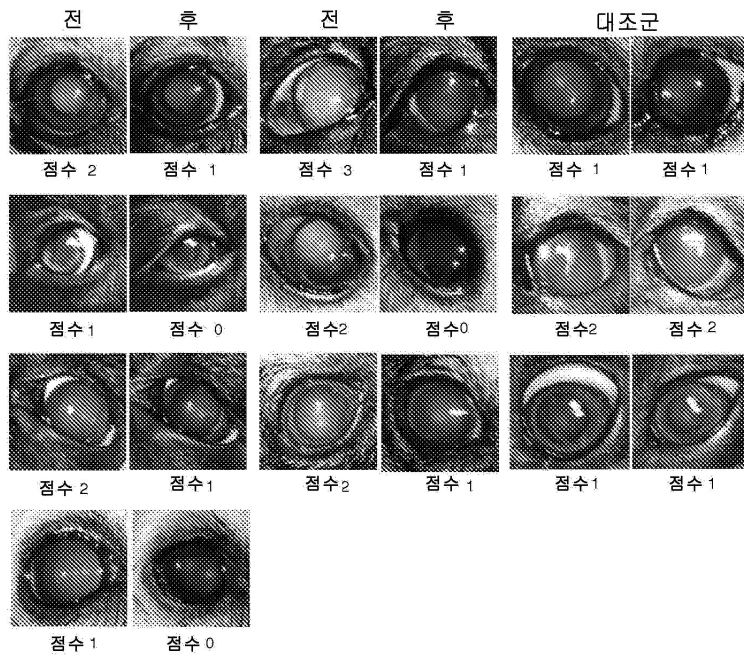 전 후 전 후 대조군
점수 2 점수 1 점수 3 점수 1 점수 1 점수 1
점수 1 점수 0 점수2 점수0 점수2 점수 2
점수 2 점수1 점수2 점수 1 점수1 점수 1
점수 1 점수 0